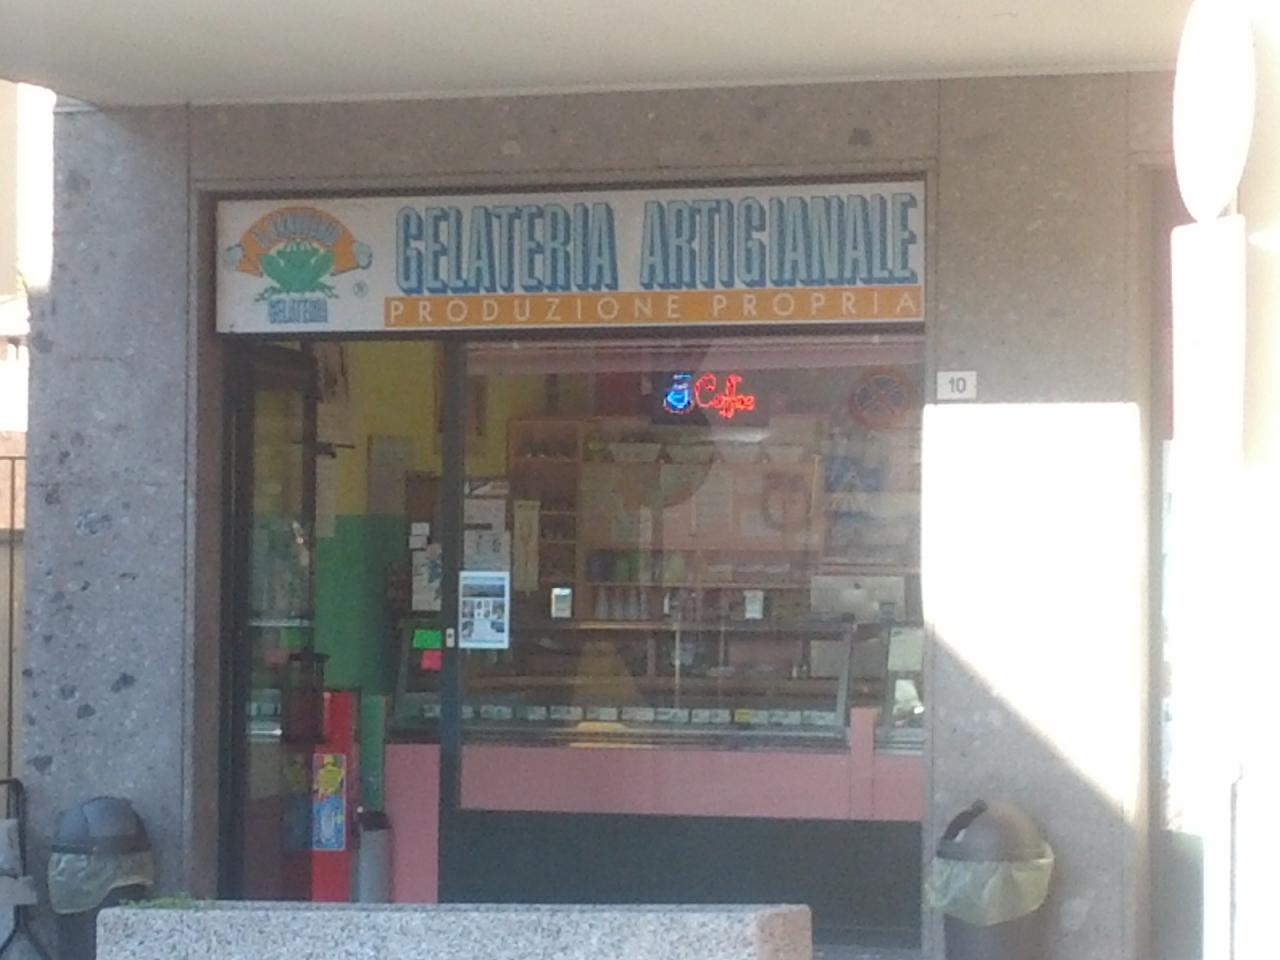 GELATERIA ARTIGIANALE
PRODUZIONE PROPRIA
GELATERIA
®
Coffee
10